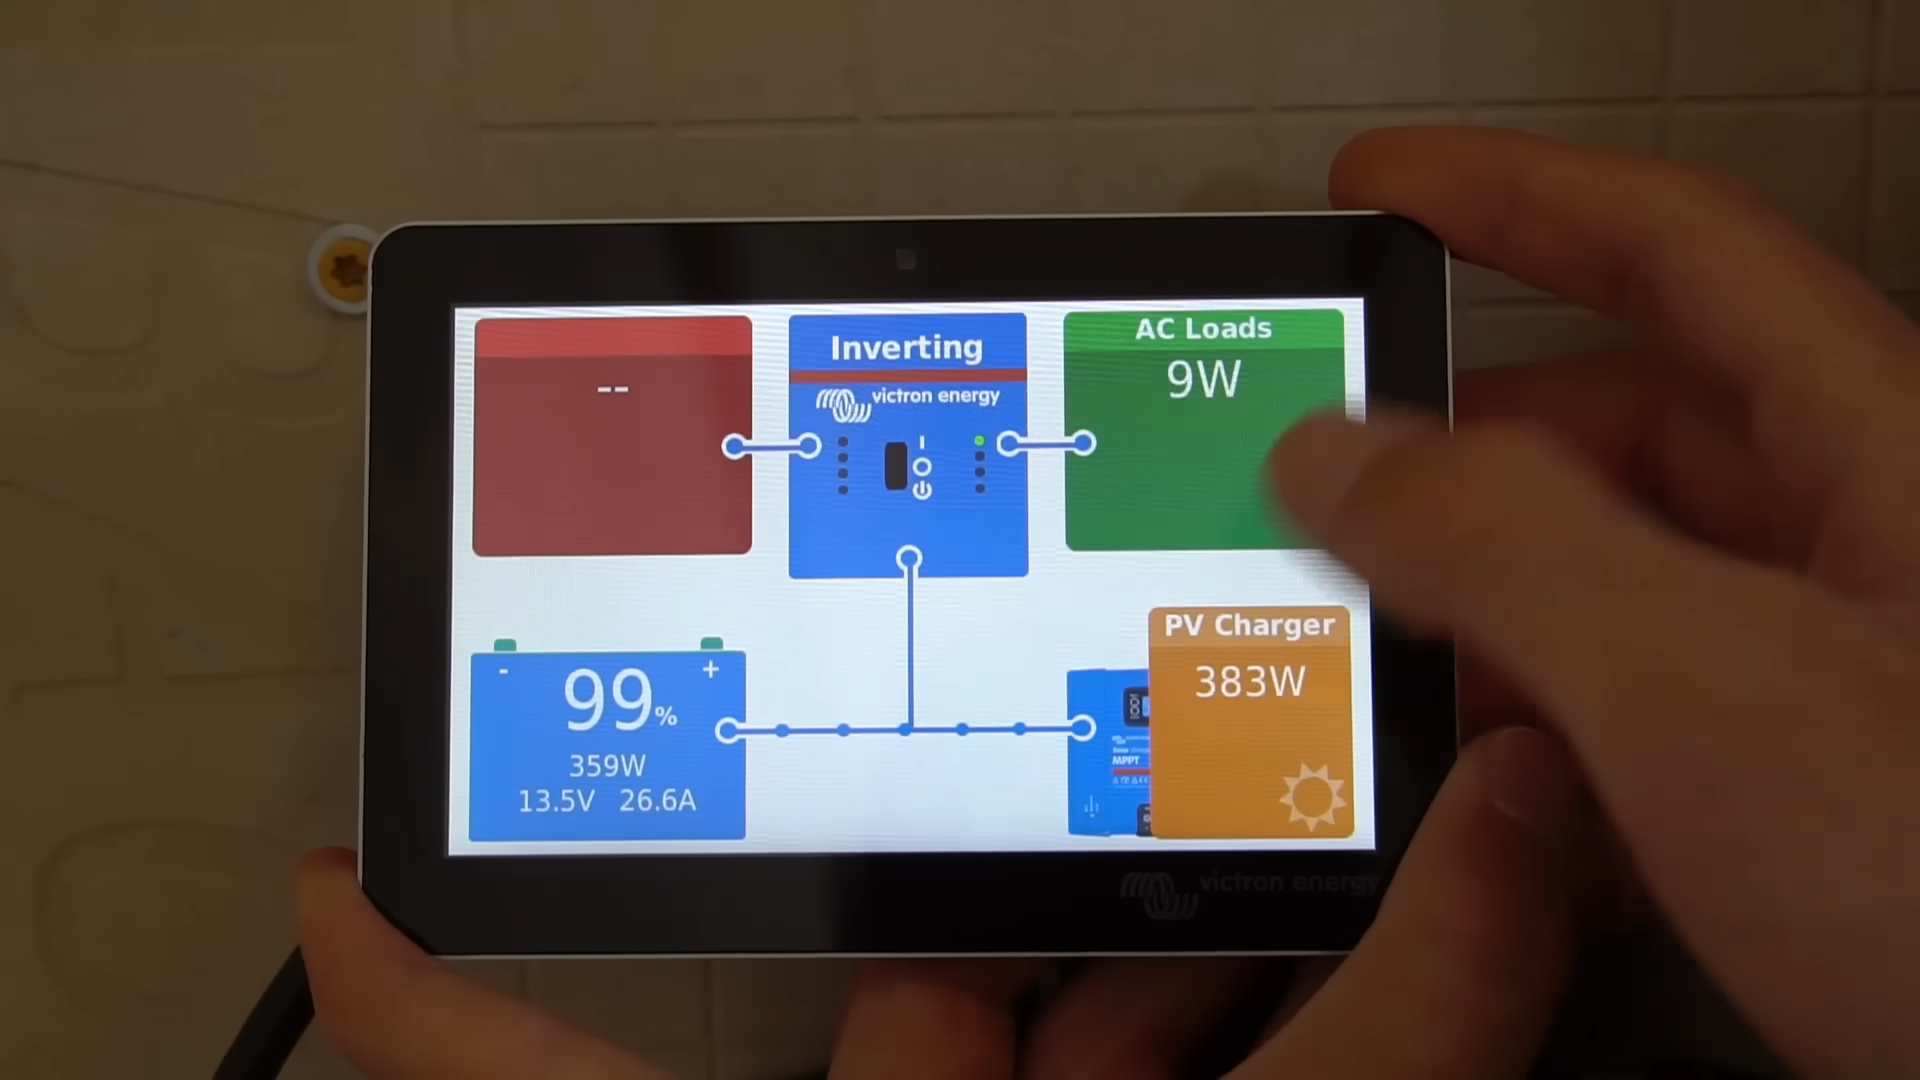 --
Inverting
victron energy
AC Loads
9W
- +
99%
359W
13.5V 26.6A
PV Charger
383W
MPPT
victron energy